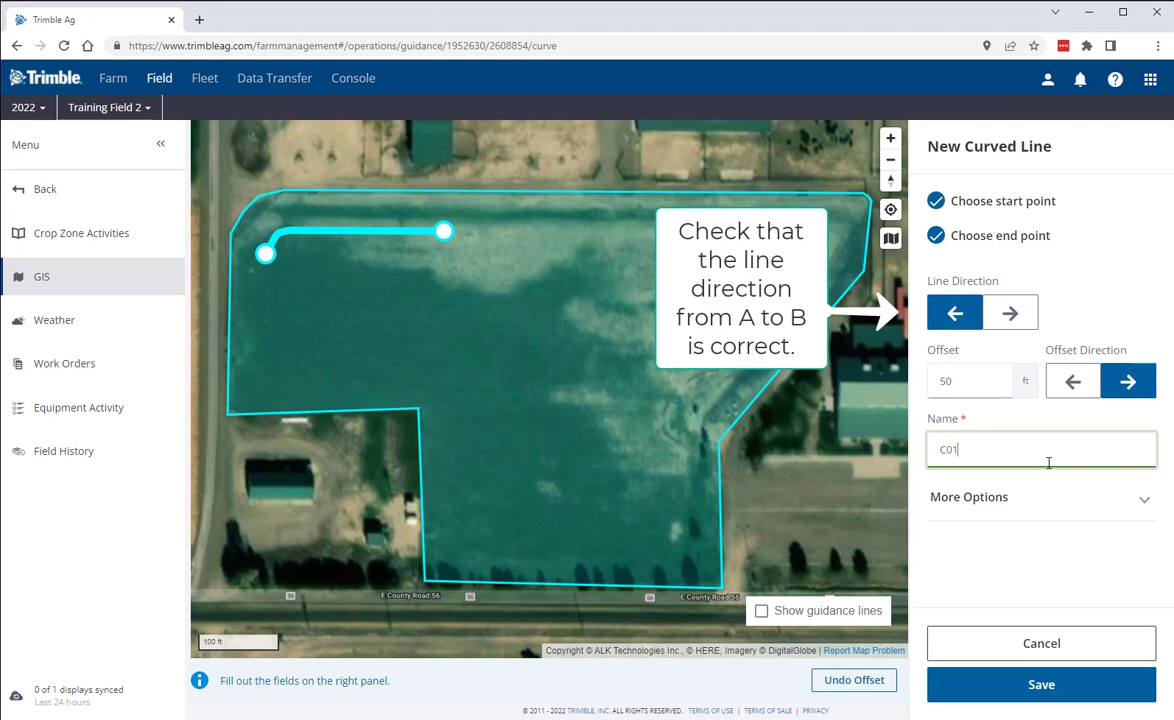 Trimble Ag
https://www.trimbleag.com/farmmanagement#/operations/guidance/1952630/2608854/curve
Trimble. Farm Field Fleet Data Transfer Console
2022 Training Field 2
Menu
Back
Crop Zone Activities
GIS
Weather
Work Orders
Equipment Activity
Field History
0 of 1 displays synced
Last 24 hours
Check that
the line
direction
from A to B
is correct.
56
E County Road 56
56
56
E County Road 56
Show guidance lines
100 ft
Copyright © ALK Technologies Inc., © HERE, Imagery © DigitalGlobe | Report Map Problem
Fill out the fields on the right panel.
Undo Offset
New Curved Line
Choose start point
Choose end point
Line Direction
Offset Offset Direction
50 ft
Name *
C01
More Options
Cancel
Save
© 2011 - 2022 TRIMBLE, INC. ALL RIGHTS RESERVED. TERMS OF USE | TERMS OF SALE | PRIVACY